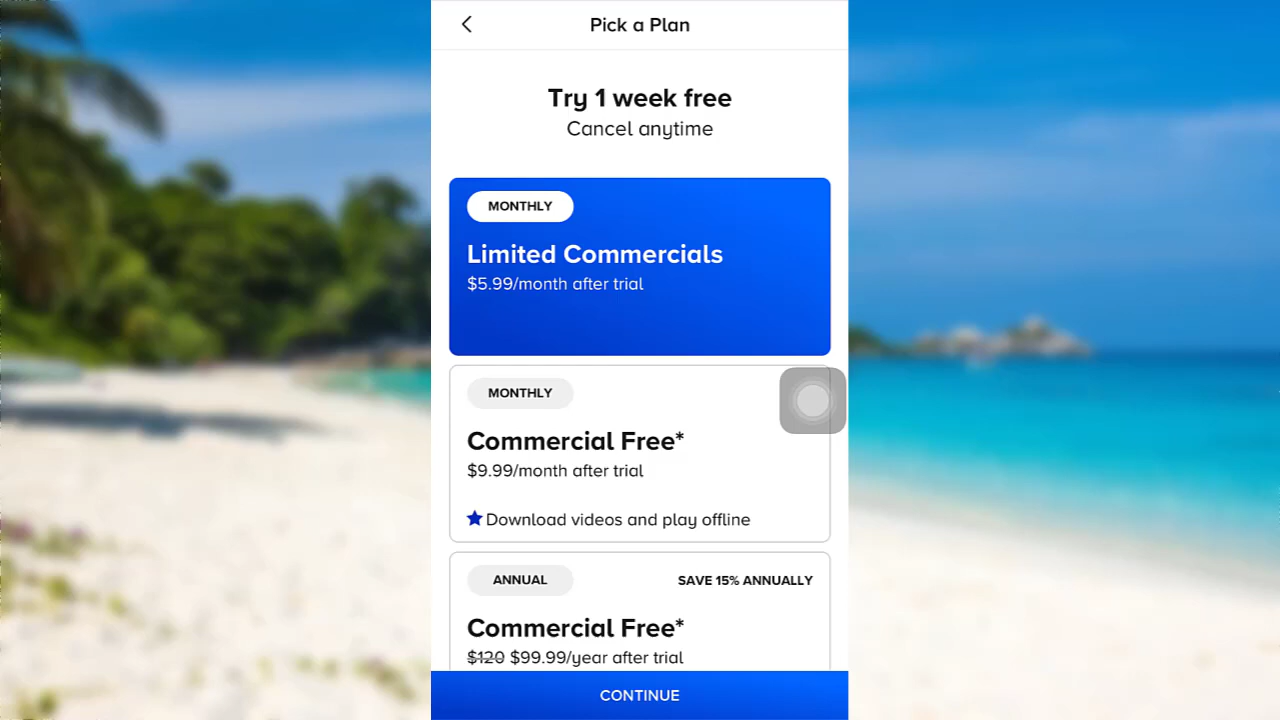 Pick a Plan
Try 1 week free
Cancel anytime
MONTHLY
Limited Commercials
$5.99/month after trial
MONTHLY
Commercial Free*
$9.99/month after trial
Download videos and play offline
ANNUAL
SAVE 15% ANNUALLY
Commercial Free*
$120 $99.99/year after trial
CONTINUE